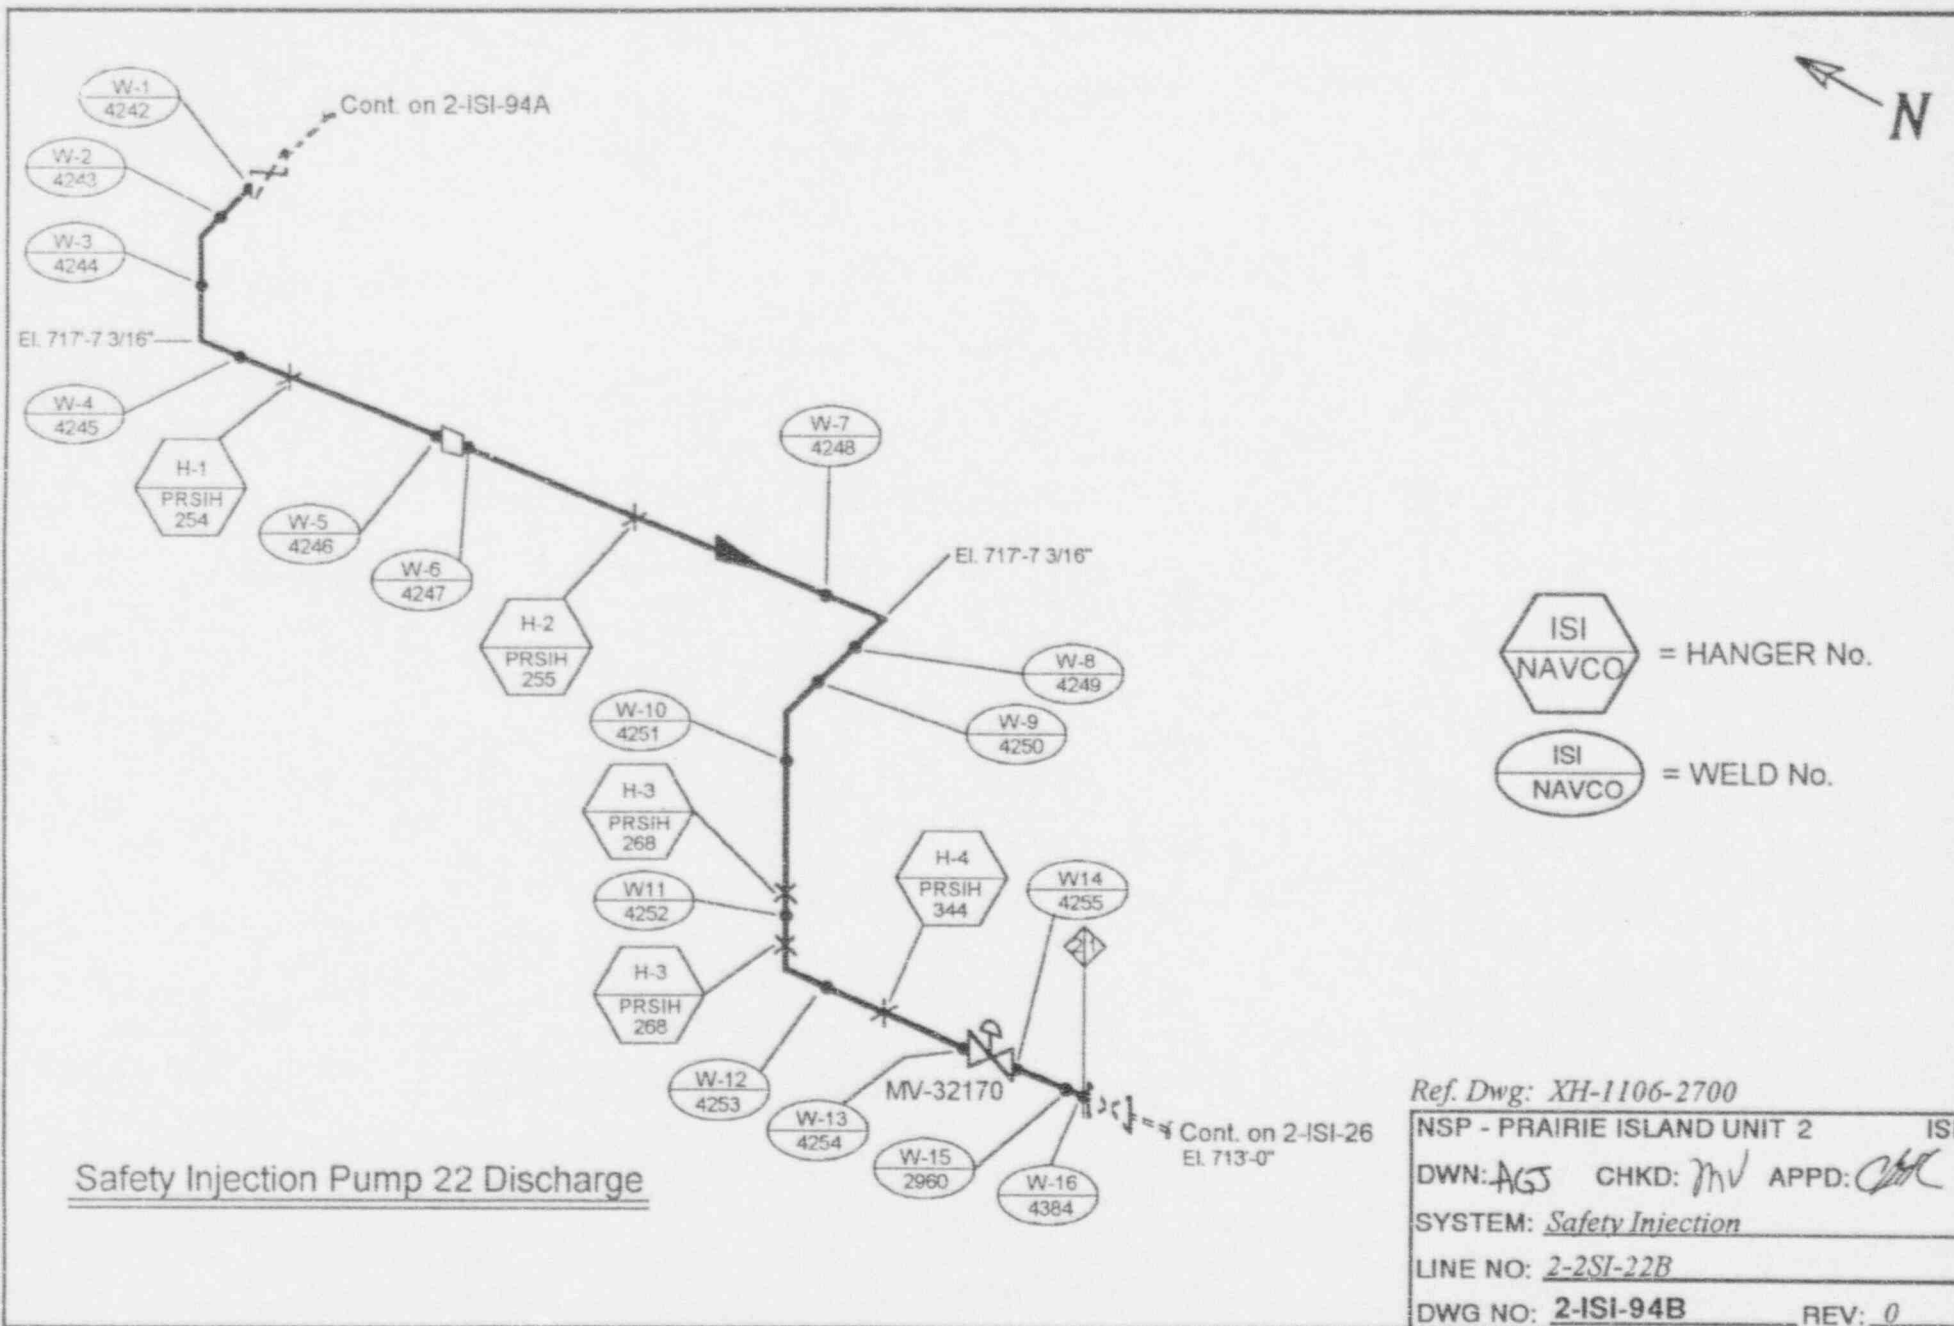 W-1
4242
Cont. on 2-ISI-94A
N
W-2
4243
W-3
4244
El. 717'-7 3/16"
W-4
4245
H-1
PRSIH
254
W-5
4246
W-6
4247
W-7
4248
El. 717'-7 3/16"
H-2
PRSIH
255
W-8
4249
W-9
4250
W-10
4251
ISI
NAVCO
= HANGER No.
ISI
NAVCO
= WELD No.
H-3
PRSIH
268
W11
4252
H-3
PRSIH
268
H-4
PRSIH
344
W14
4255
W-12
4253
MV-32170
W-13
4254
W-15
2960
W-16
4384
Cont. on 2-ISI-26
El. 713'-0"
Safety Injection Pump 22 Discharge
Ref. Dwg: XH-1106-2700
NSP - PRAIRIE ISLAND UNIT 2 ISI
DWN: AGJ CHKD: MV APPD:
SYSTEM: Safety Injection
LINE NO: 2-2SI-22B
DWG NO: 2-ISI-94B REV: 0